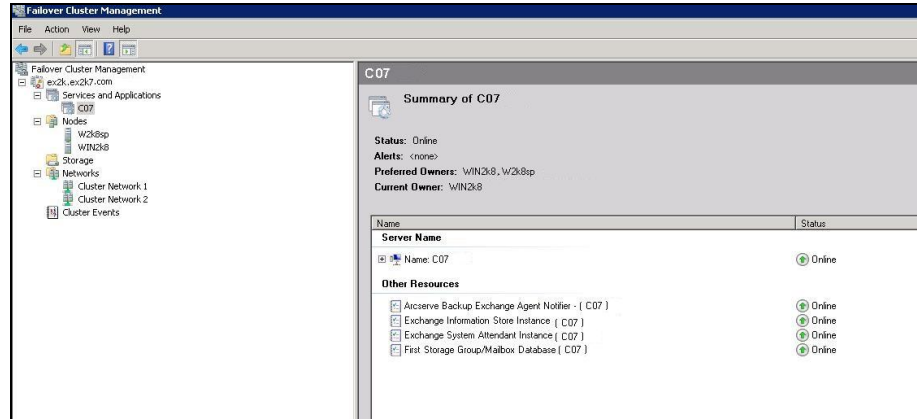 Failover Cluster Management
File Action View Help
Failover Cluster Management
ex2k.ex2k7.com
Services and Applications
C07
Nodes
W2k8sp
WIN2k8
Storage
Networks
Cluster Network 1
Cluster Network 2
Cluster Events
C07
Summary of C07
Status: Online
Alerts: <none>
Preferred Owners: WIN2k8, W2k8sp
Current Owner: WIN2k8
Name Status
Server Name
Name: C07 Online
Other Resources
Arcserve Backup Exchange Agent Notifier - ( C07 ) Online
Exchange Information Store Instance ( C07 ) Online
Exchange System Attendant Instance ( C07 ) Online
First Storage Group/Mailbox Database ( C07 ) Online